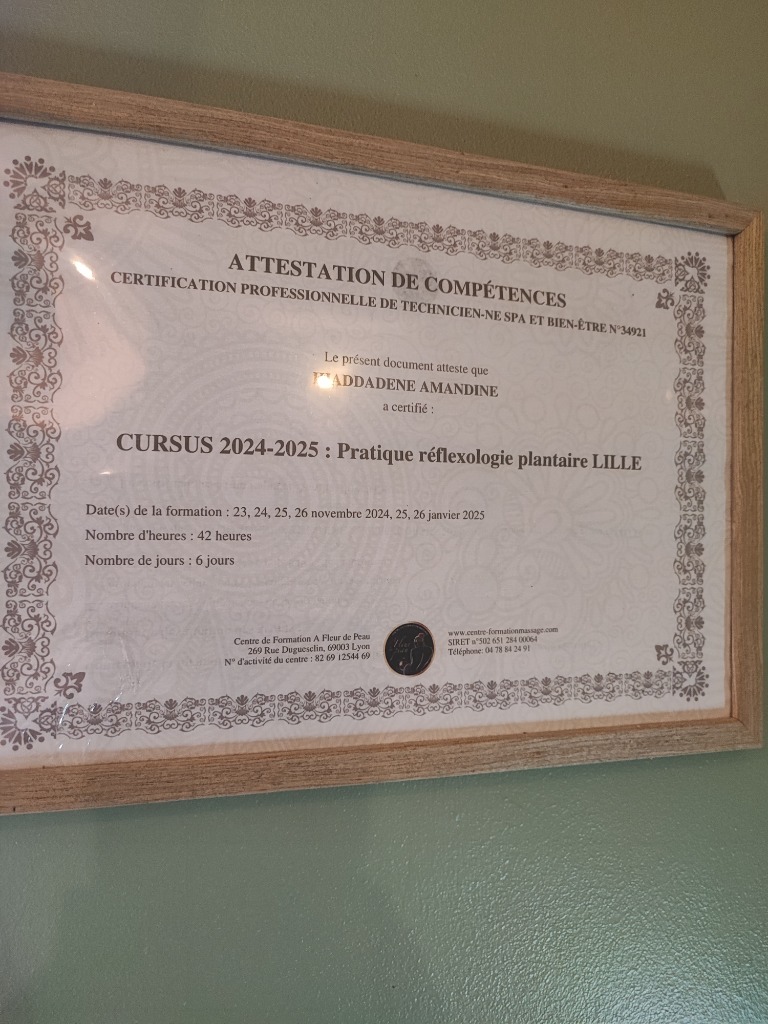 ATTESTATION DE COMPÉTENCES
CERTIFICATION PROFESSIONNELLE DE TECHNICIEN-NE SPA ET BIEN-ÊTRE N°34921
Le présent document atteste que
AMANDINE
a certifié :
CURSUS 2024-2025 : Pratique réflexologie plantaire LILLE
Date(s) de la formation : 23, 24, 25, 26 novembre 2024, 25, 26 janvier 2025
Nombre d'heures : 42 heures
Nombre de jours : 6 jours
Centre de Formation A Fleur de Peau
269 Rue Duguesclin, 69003 Lyon
N° d'activité du centre : 82 69 12544 69
www.centre-formationmassage.com
SIRET n°502 651 284 00064
Téléphone: 04 78 84 24 91